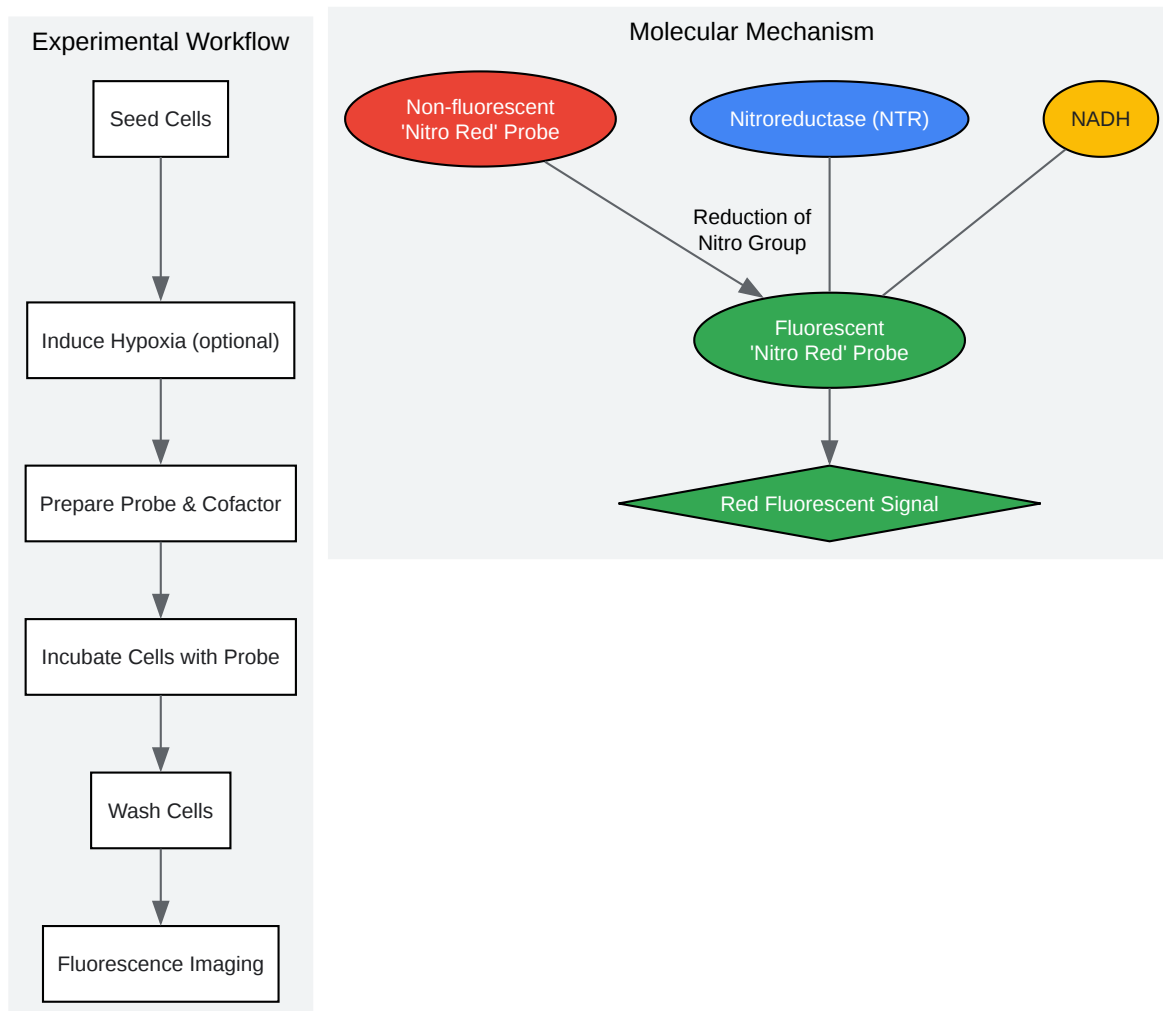 Experimental Workflow
Seed Cells
Induce Hypoxia (optional)
Prepare Probe & Cofactor
Incubate Cells with Probe
Wash Cells
Fluorescence Imaging
Molecular Mechanism
Non-fluorescent
'Nitro Red' Probe
Nitroreductase (NTR)
NADH
Reduction of
Nitro Group
Fluorescent
'Nitro Red' Probe
Red Fluorescent Signal